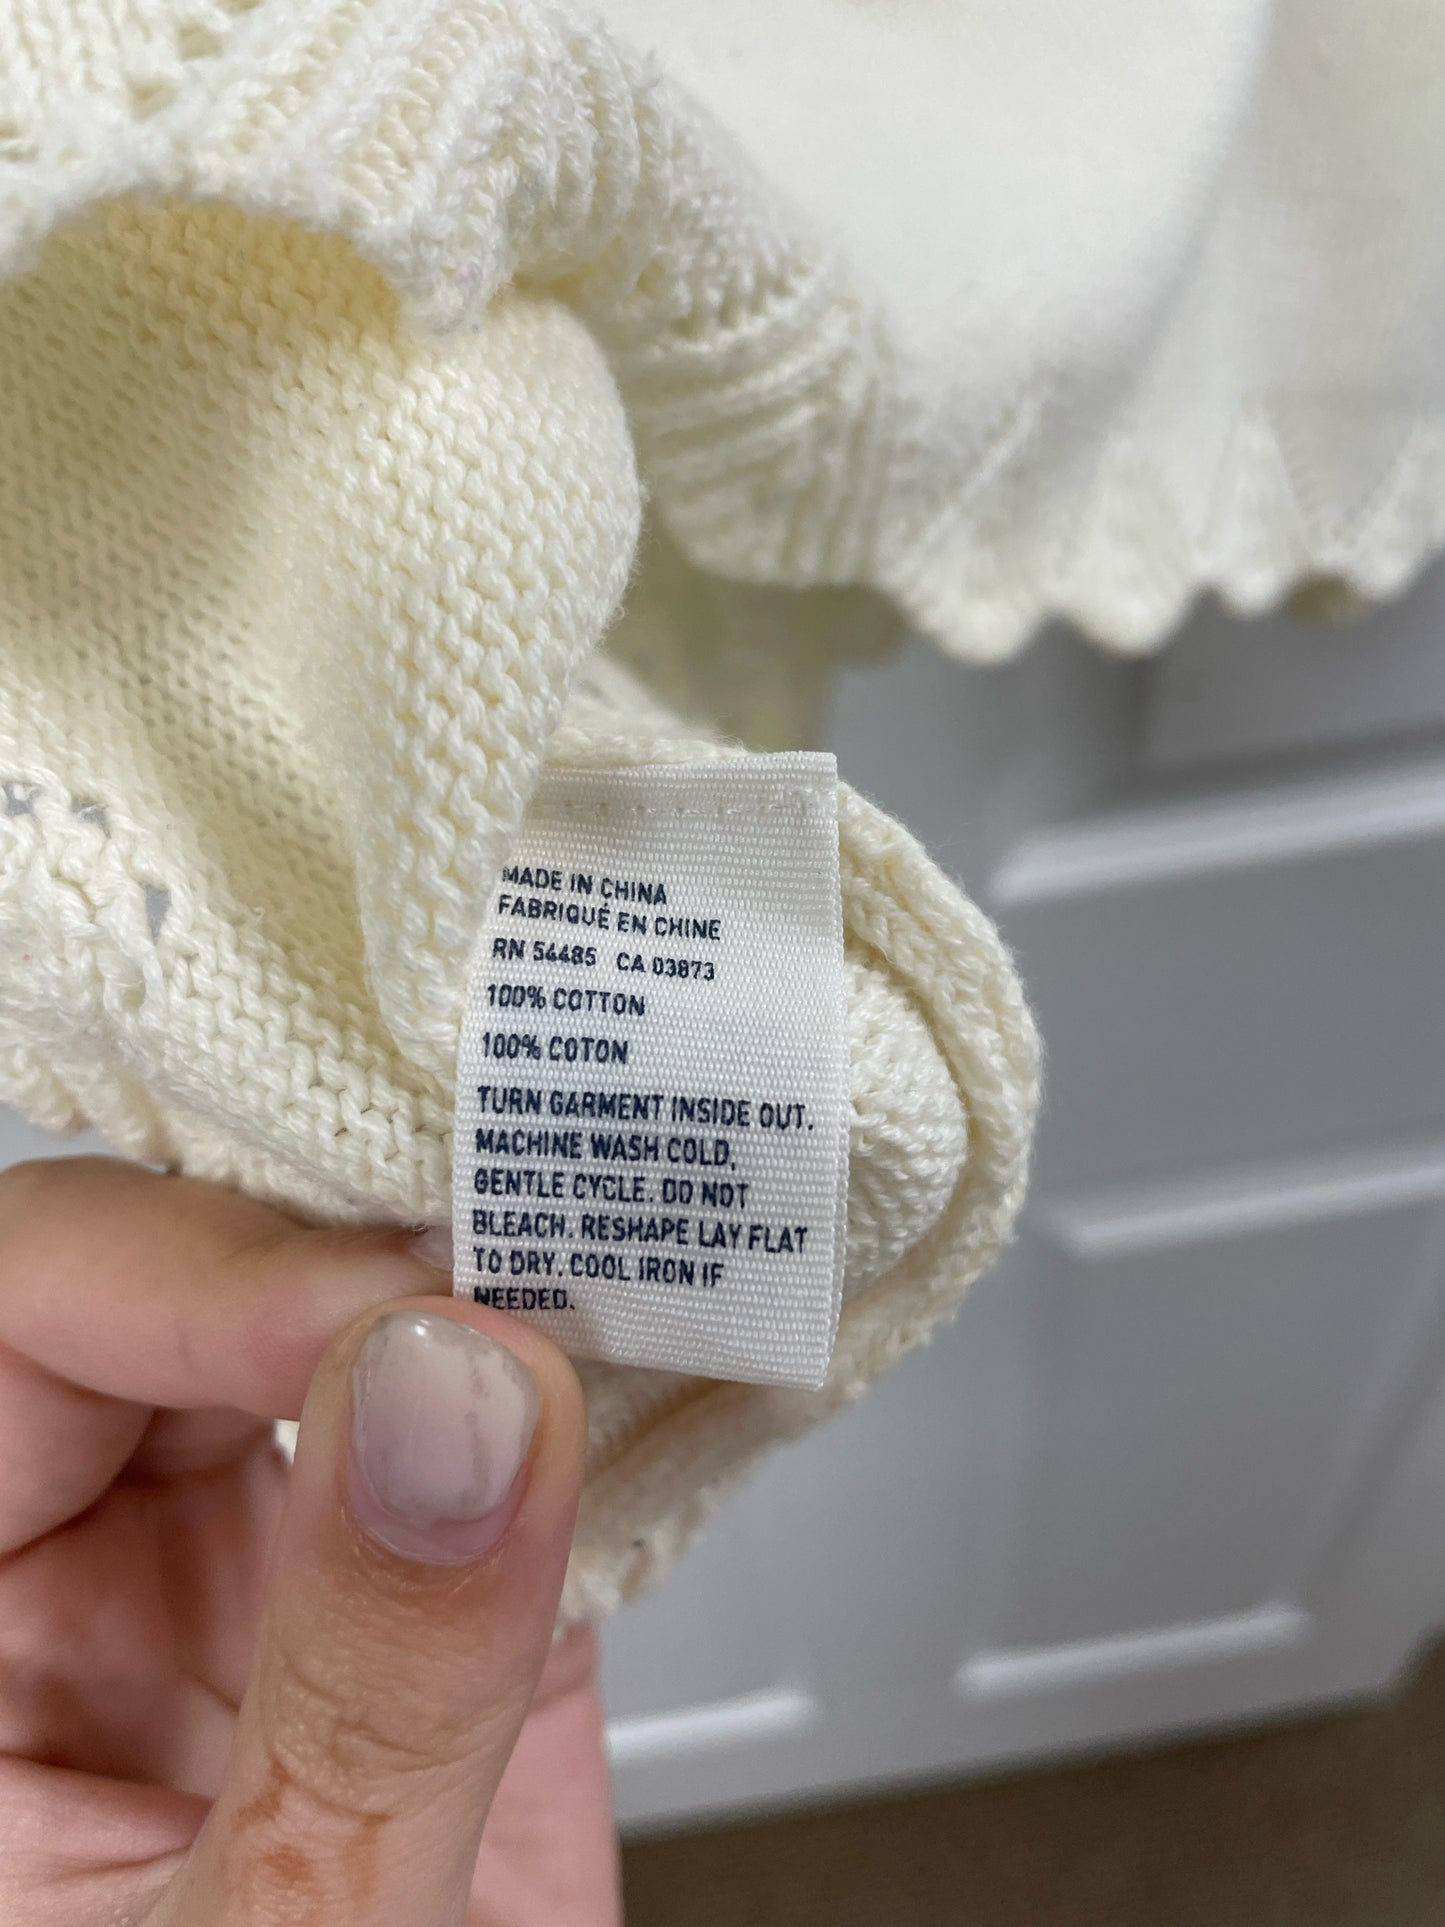 MADE IN CHINA
FABRIQUÉ EN CHINE
RN 54485 CA 03873
100% COTTON
100% COTON
TURN GARMENT INSIDE OUT.
MACHINE WASH COLD,
GENTLE CYCLE. DO NOT
BLEACH. RESHAPE LAY FLAT
TO DRY. COOL IRON IF
NEEDED.